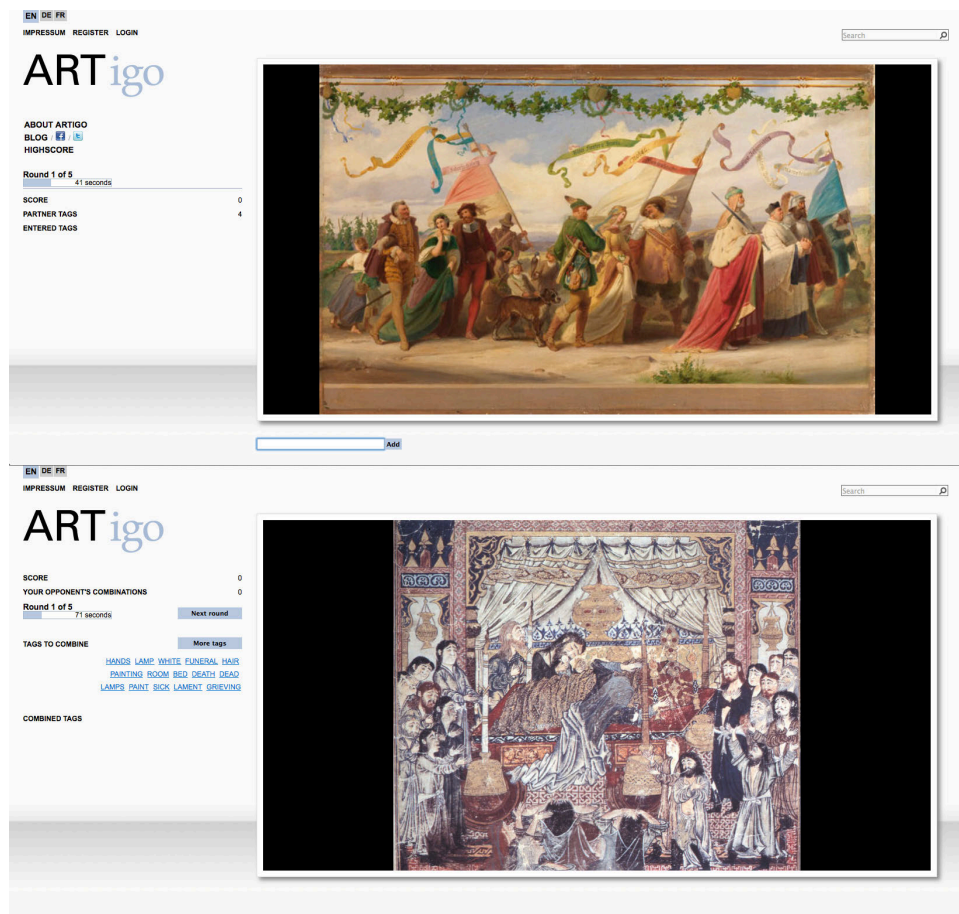 EN DE FR
IMPRESSUM REGISTER LOGIN
Search
ARTigo
ABOUT ARTIGO
BLOG / f / t
HIGHSCORE
Round 1 of 5
41 seconds
SCORE 0
PARTNER TAGS 4
ENTERED TAGS
Add
EN DE FR
IMPRESSUM REGISTER LOGIN
Search
ARTigo
SCORE 0
YOUR OPPONENT'S COMBINATIONS 0
Round 1 of 5
71 seconds Next round
TAGS TO COMBINE More tags
HANDS LAMP WHITE FUNERAL HAIR
PAINTING ROOM BED DEATH DEAD
LAMPS PAINT SICK LAMENT GRIEVING
COMBINED TAGS